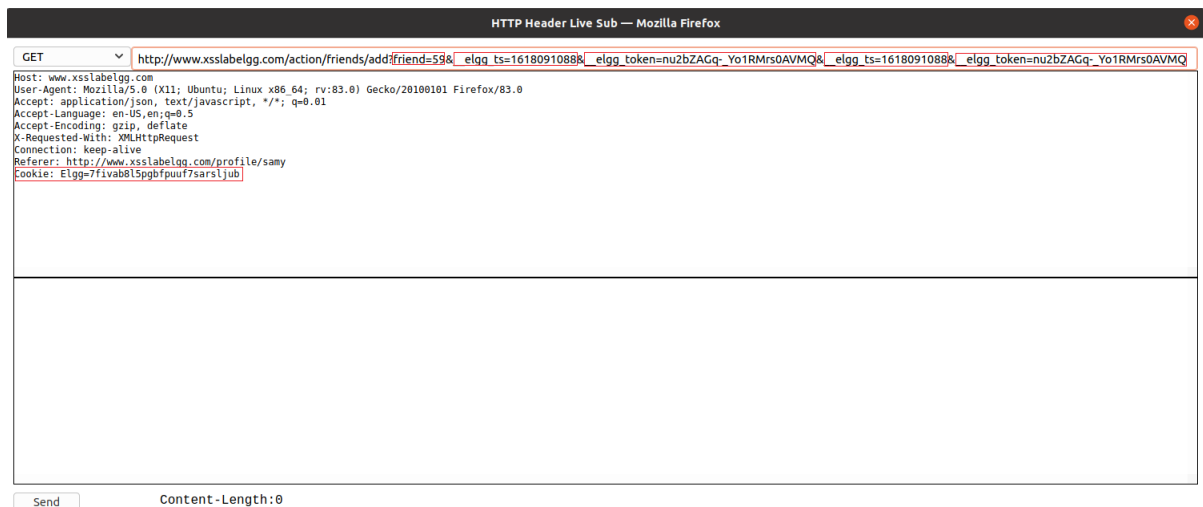 HTTP Header Live Sub — Mozilla Firefox
GET
http://www.xsslabelgg.com/action/friends/add?friend=59&__elgg_ts=1618091088&__elgg_token=nu2bZAGq-_Yo1RMrs0AVMQ&__elgg_ts=1618091088&__elgg_token=nu2bZAGq-_Yo1RMrs0AVMQ
Host: www.xsslabelgg.com
User-Agent: Mozilla/5.0 (X11; Ubuntu; Linux x86_64; rv:83.0) Gecko/20100101 Firefox/83.0
Accept: application/json, text/javascript, */*; q=0.01
Accept-Language: en-US,en;q=0.5
Accept-Encoding: gzip, deflate
X-Requested-With: XMLHttpRequest
Connection: keep-alive
Referer: http://www.xsslabelgg.com/profile/samy
Cookie: Elgg=7fivab8l5pgbfpuuf7sarsljub
Send
Content-Length:0